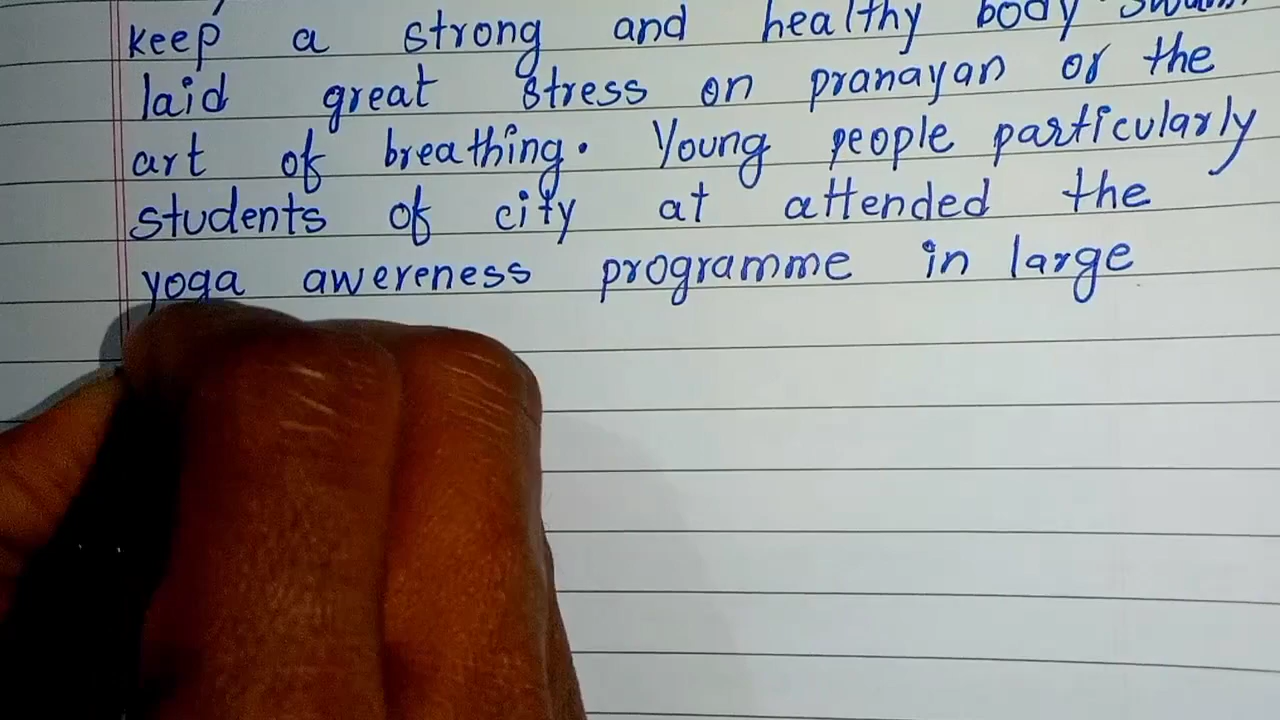 keep a strong and healthy body
laid great stress on pranayan or the
art of breathing. Young people particularly
students of city at attended the
yoga awereness programme in large